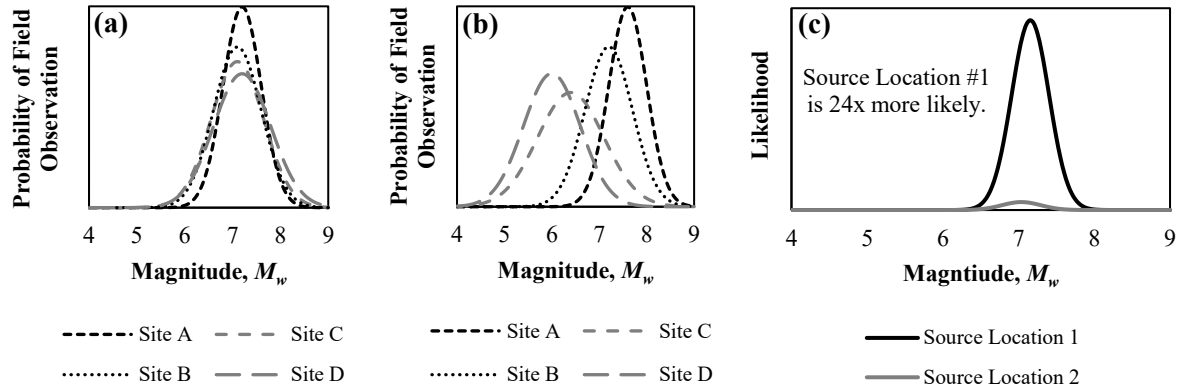 (a)
Probability of Field
Observation
4 5 6 7 8 9
Magnitude, Mw
Site A Site C
Site B Site D
(b)
Probability of Field
Observation
4 5 6 7 8 9
Magnitude, Mw
Site A Site C
Site B Site D
(c)
Likelihood
Source Location #1
is 24x more likely.
4 5 6 7 8 9
Magntiude, Mw
Source Location 1
Source Location 2